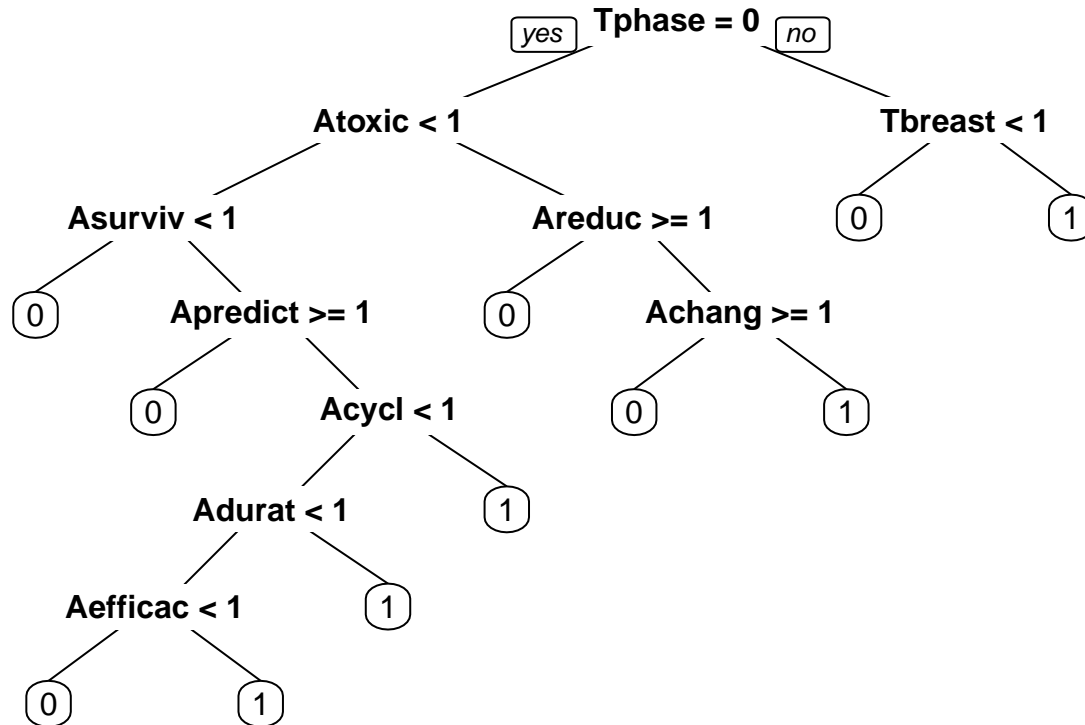 yes Tphase = 0 no
Atoxic < 1 Tbreast < 1
Asurviv < 1 Areduc >= 1 0 1
0 Apredict >= 1 0 Achang >= 1
0 Acycl < 1 0 1
Adurat < 1 1
Aefficac < 1 1
0 1